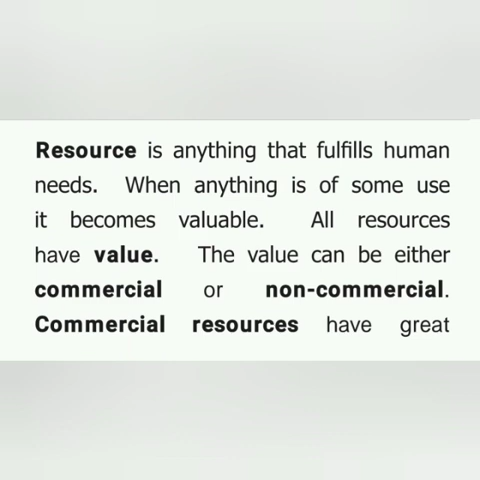 Resource is anything that fulfills human
needs. When anything is of some use
it becomes valuable. All resources
have value. The value can be either
commercial or non-commercial.
Commercial resources have great